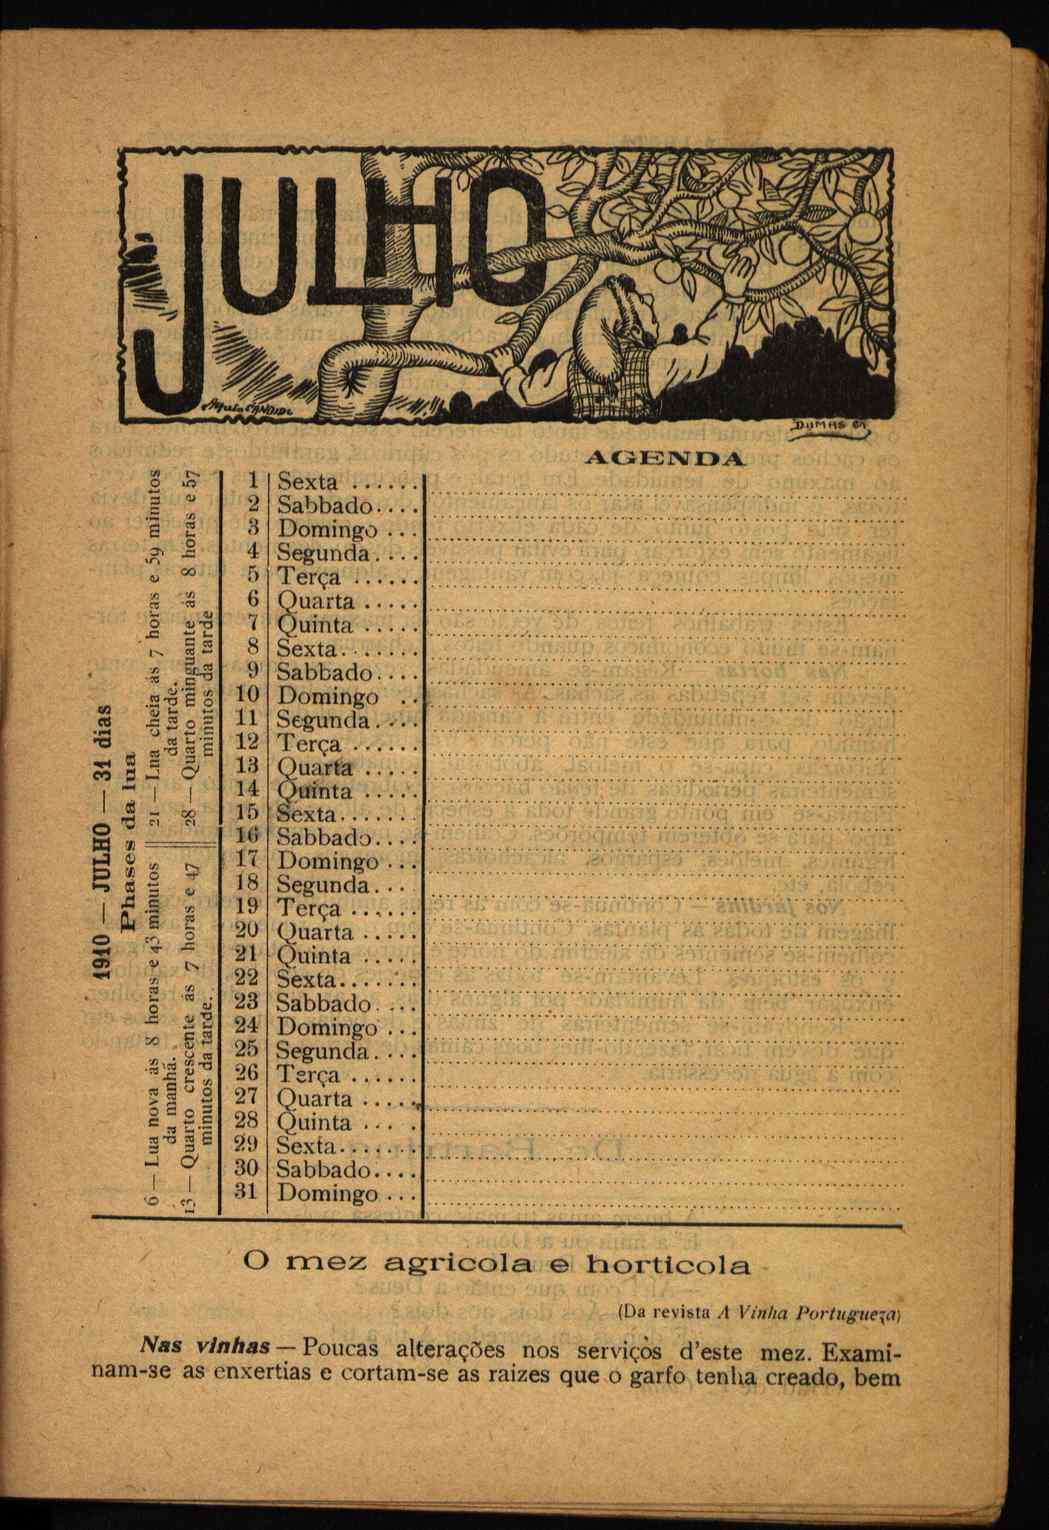 JULHO
DUMAS
AGENDA
1910 — JULHO — 31 dias
Phases da lua
6 — Lua nova ás 8 horas e 43 minutos
da manhã.
13 — Quarto crescente ás 7 horas e 47
minutos da tarde.
21 — Lua cheia ás 7 horas e 59 minutos
da tarde.
28 — Quarto minguante ás 8 horas e 57
minutos da tarde
1 Sexta ......
2 Sabbado....
3 Domingo ...
4 Segunda....
5 Terça ......
6 Quarta .....
7 Quinta .....
8 Sexta.......
9 Sabbado....
10 Domingo ..
11 Segunda....
12 Terça ......
13 Quarta .....
14 Quinta .....
15 Sexta.......
16 Sabbado....
17 Domingo ...
18 Segunda...
19 Terça ......
20 Quarta .....
21 Quinta .....
22 Sexta.......
23 Sabbado....
24 Domingo ...
25 Segunda....
26 Terça ......
27 Quarta .....
28 Quinta ... .
29 Sexta.......
30 Sabbado....
31 Domingo ...
O mez agricola e horticola
(Da revista A Vinha Portugueza)
Nas vinhas — Poucas alterações nos serviços d'este mez. Exami-
nam-se as enxertias e cortam-se as raizes que o garfo tenha creado, bem